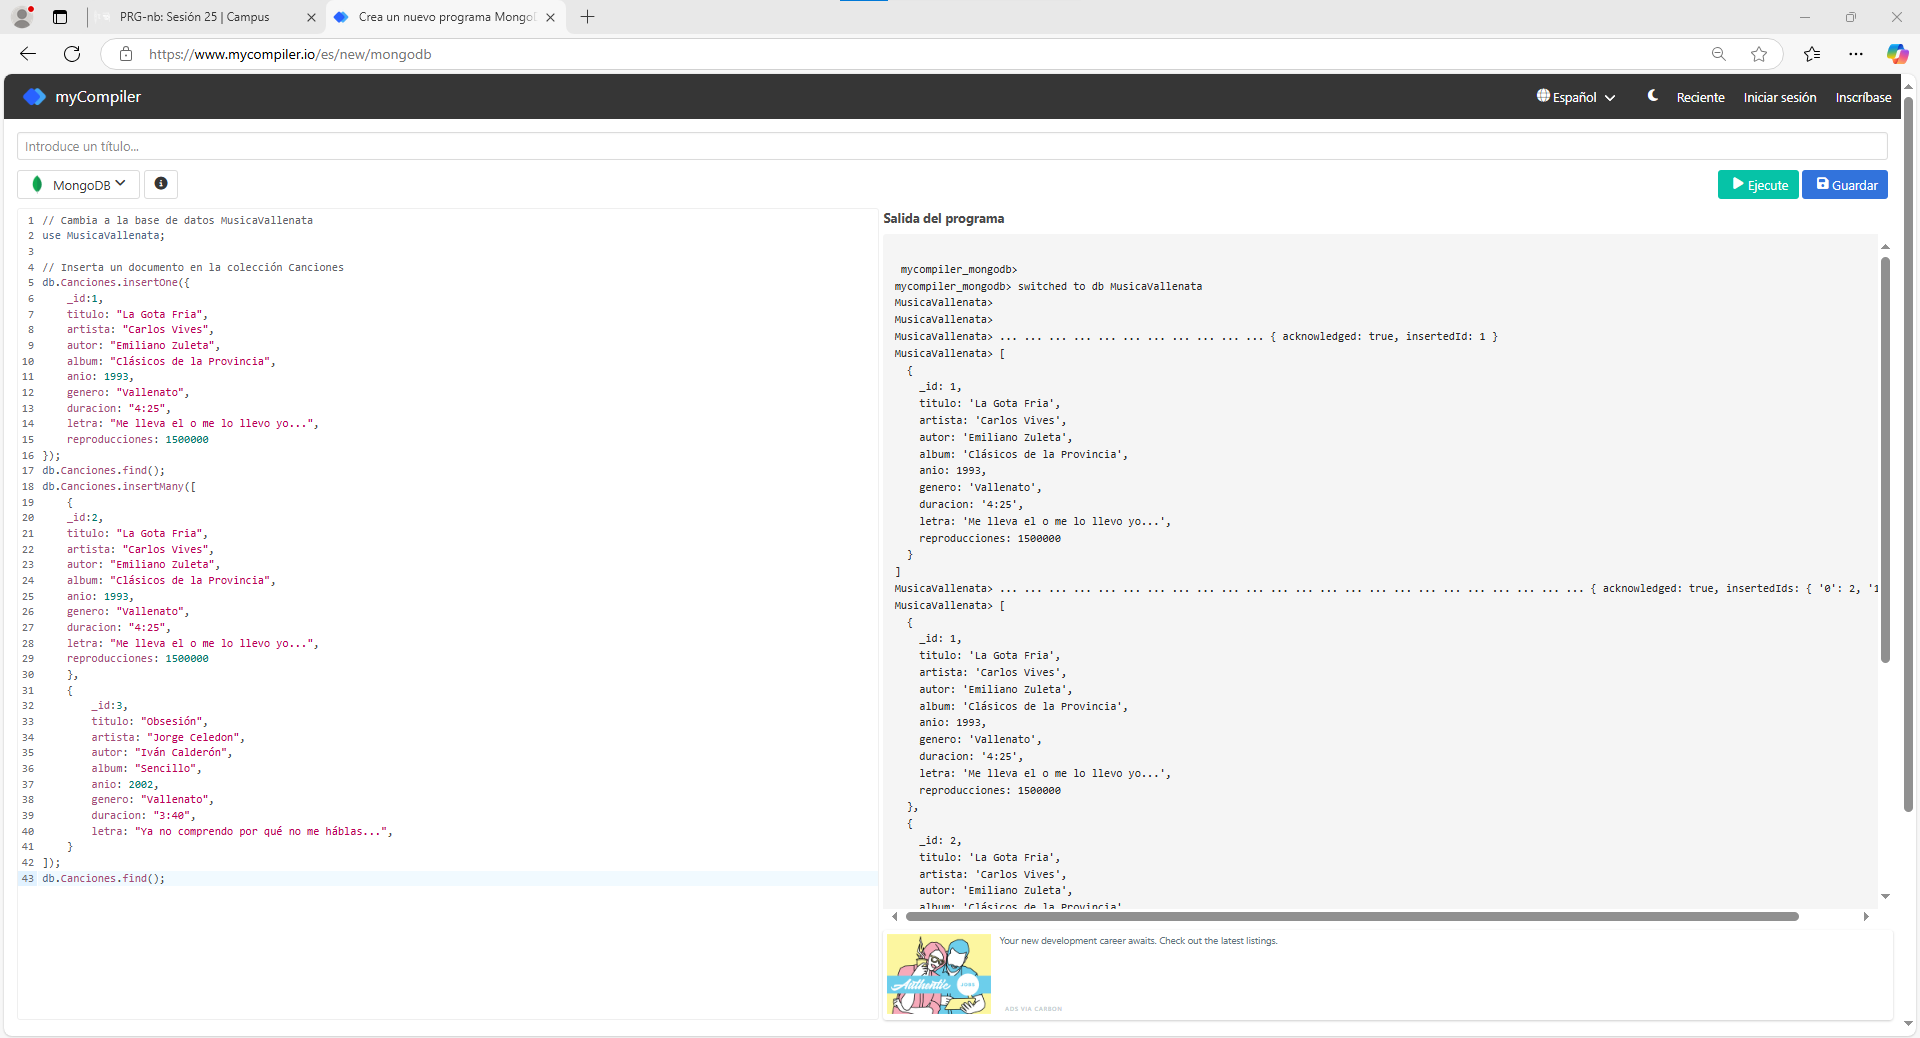 PRG-nb: Sesión 25 | Campus
Crea un nuevo programa Mongo
https://www.mycompiler.io/es/new/mongodb
myCompiler
Español
Reciente
Iniciar sesión
Inscríbase
Introduce un título...
MongoDB
Ejecute
Guardar
1 // Cambia a la base de datos MusicaVallenata
2 use MusicaVallenata;
3
4 // Inserta un documento en la colección Canciones
5 db.Canciones.insertOne({
6 _id:1,
7 titulo: "La Gota Fria",
8 artista: "Carlos Vives",
9 autor: "Emiliano Zuleta",
10 album: "Clásicos de la Provincia",
11 anio: 1993,
12 genero: "Vallenato",
13 duracion: "4:25",
14 letra: "Me lleva el o me lo llevo yo...",
15 reproducciones: 1500000
16 });
17 db.Canciones.find();
18 db.Canciones.insertMany([
19 {
20 _id:2,
21 titulo: "La Gota Fria",
22 artista: "Carlos Vives",
23 autor: "Emiliano Zuleta",
24 album: "Clásicos de la Provincia",
25 anio: 1993,
26 genero: "Vallenato",
27 duracion: "4:25",
28 letra: "Me lleva el o me lo llevo yo...",
29 reproducciones: 1500000
30 },
31 {
32 _id:3,
33 titulo: "Obsesión",
34 artista: "Jorge Celedon",
35 autor: "Iván Calderón",
36 album: "Sencillo",
37 anio: 2002,
38 genero: "Vallenato",
39 duracion: "3:40",
40 letra: "Ya no comprendo por qué no me háblas...",
41 }
42 ]);
43 db.Canciones.find();
Salida del programa
mycompiler_mongodb>
mycompiler_mongodb> switched to db MusicaVallenata
MusicaVallenata>
MusicaVallenata>
MusicaVallenata> ... ... ... ... ... ... ... ... ... ... ... { acknowledged: true, insertedId: 1 }
MusicaVallenata> [
{
_id: 1,
titulo: 'La Gota Fria',
artista: 'Carlos Vives',
autor: 'Emiliano Zuleta',
album: 'Clásicos de la Provincia',
anio: 1993,
genero: 'Vallenato',
duracion: '4:25',
letra: 'Me lleva el o me lo llevo yo...',
reproducciones: 1500000
}
]
MusicaVallenata> ... ... ... ... ... ... ... ... ... ... ... ... ... ... ... ... ... ... ... ... ... ... ... ... { acknowledged: true, insertedIds: { '0': 2, '1
MusicaVallenata> [
{
_id: 1,
titulo: 'La Gota Fria',
artista: 'Carlos Vives',
autor: 'Emiliano Zuleta',
album: 'Clásicos de la Provincia',
anio: 1993,
genero: 'Vallenato',
duracion: '4:25',
letra: 'Me lleva el o me lo llevo yo...',
reproducciones: 1500000
},
{
_id: 2,
titulo: 'La Gota Fria',
artista: 'Carlos Vives',
autor: 'Emiliano Zuleta',
album: 'Clásicos de la Provincia'
Your new development career awaits. Check out the latest listings.
Authentic
JOBS
ADS VIA CARBON